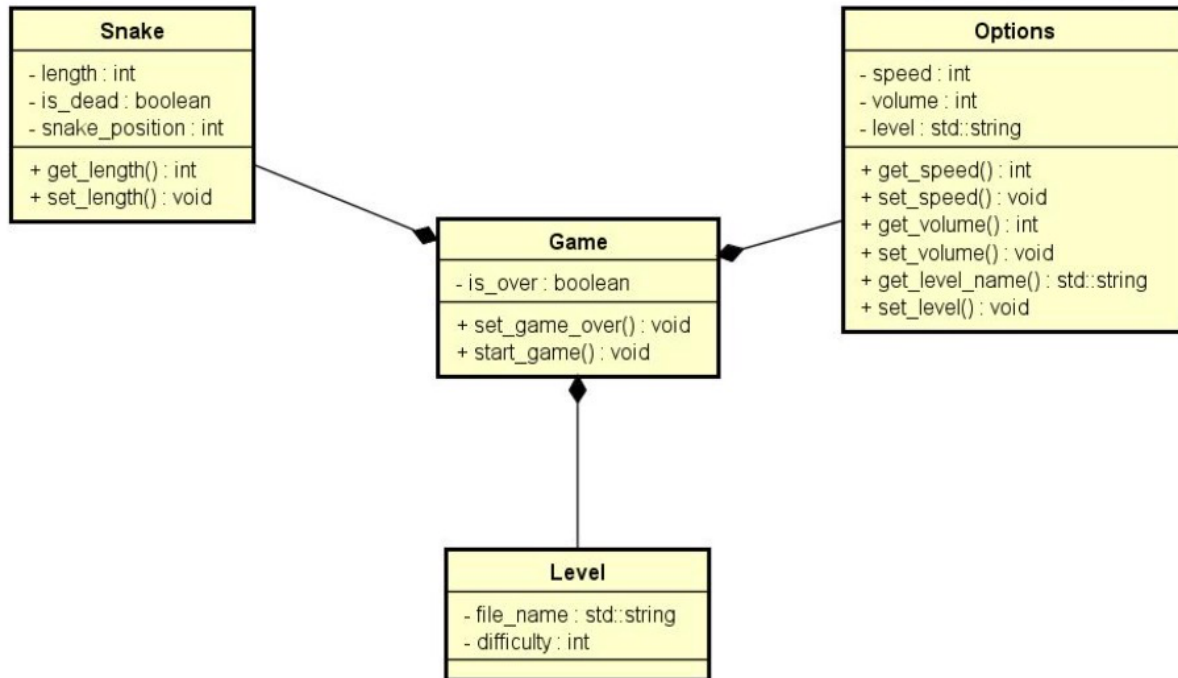 Snake
- length : int
- is_dead : boolean
- snake_position : int
+ get_length() : int
+ set_length() : void
Options
- speed : int
- volume : int
- level : std::string
+ get_speed() : int
+ set_speed() : void
+ get_volume() : int
+ set_volume() : void
+ get_level_name() : std::string
+ set_level() : void
Game
- is_over : boolean
+ set_game_over() : void
+ start_game() : void
Level
- file_name : std::string
- difficulty : int